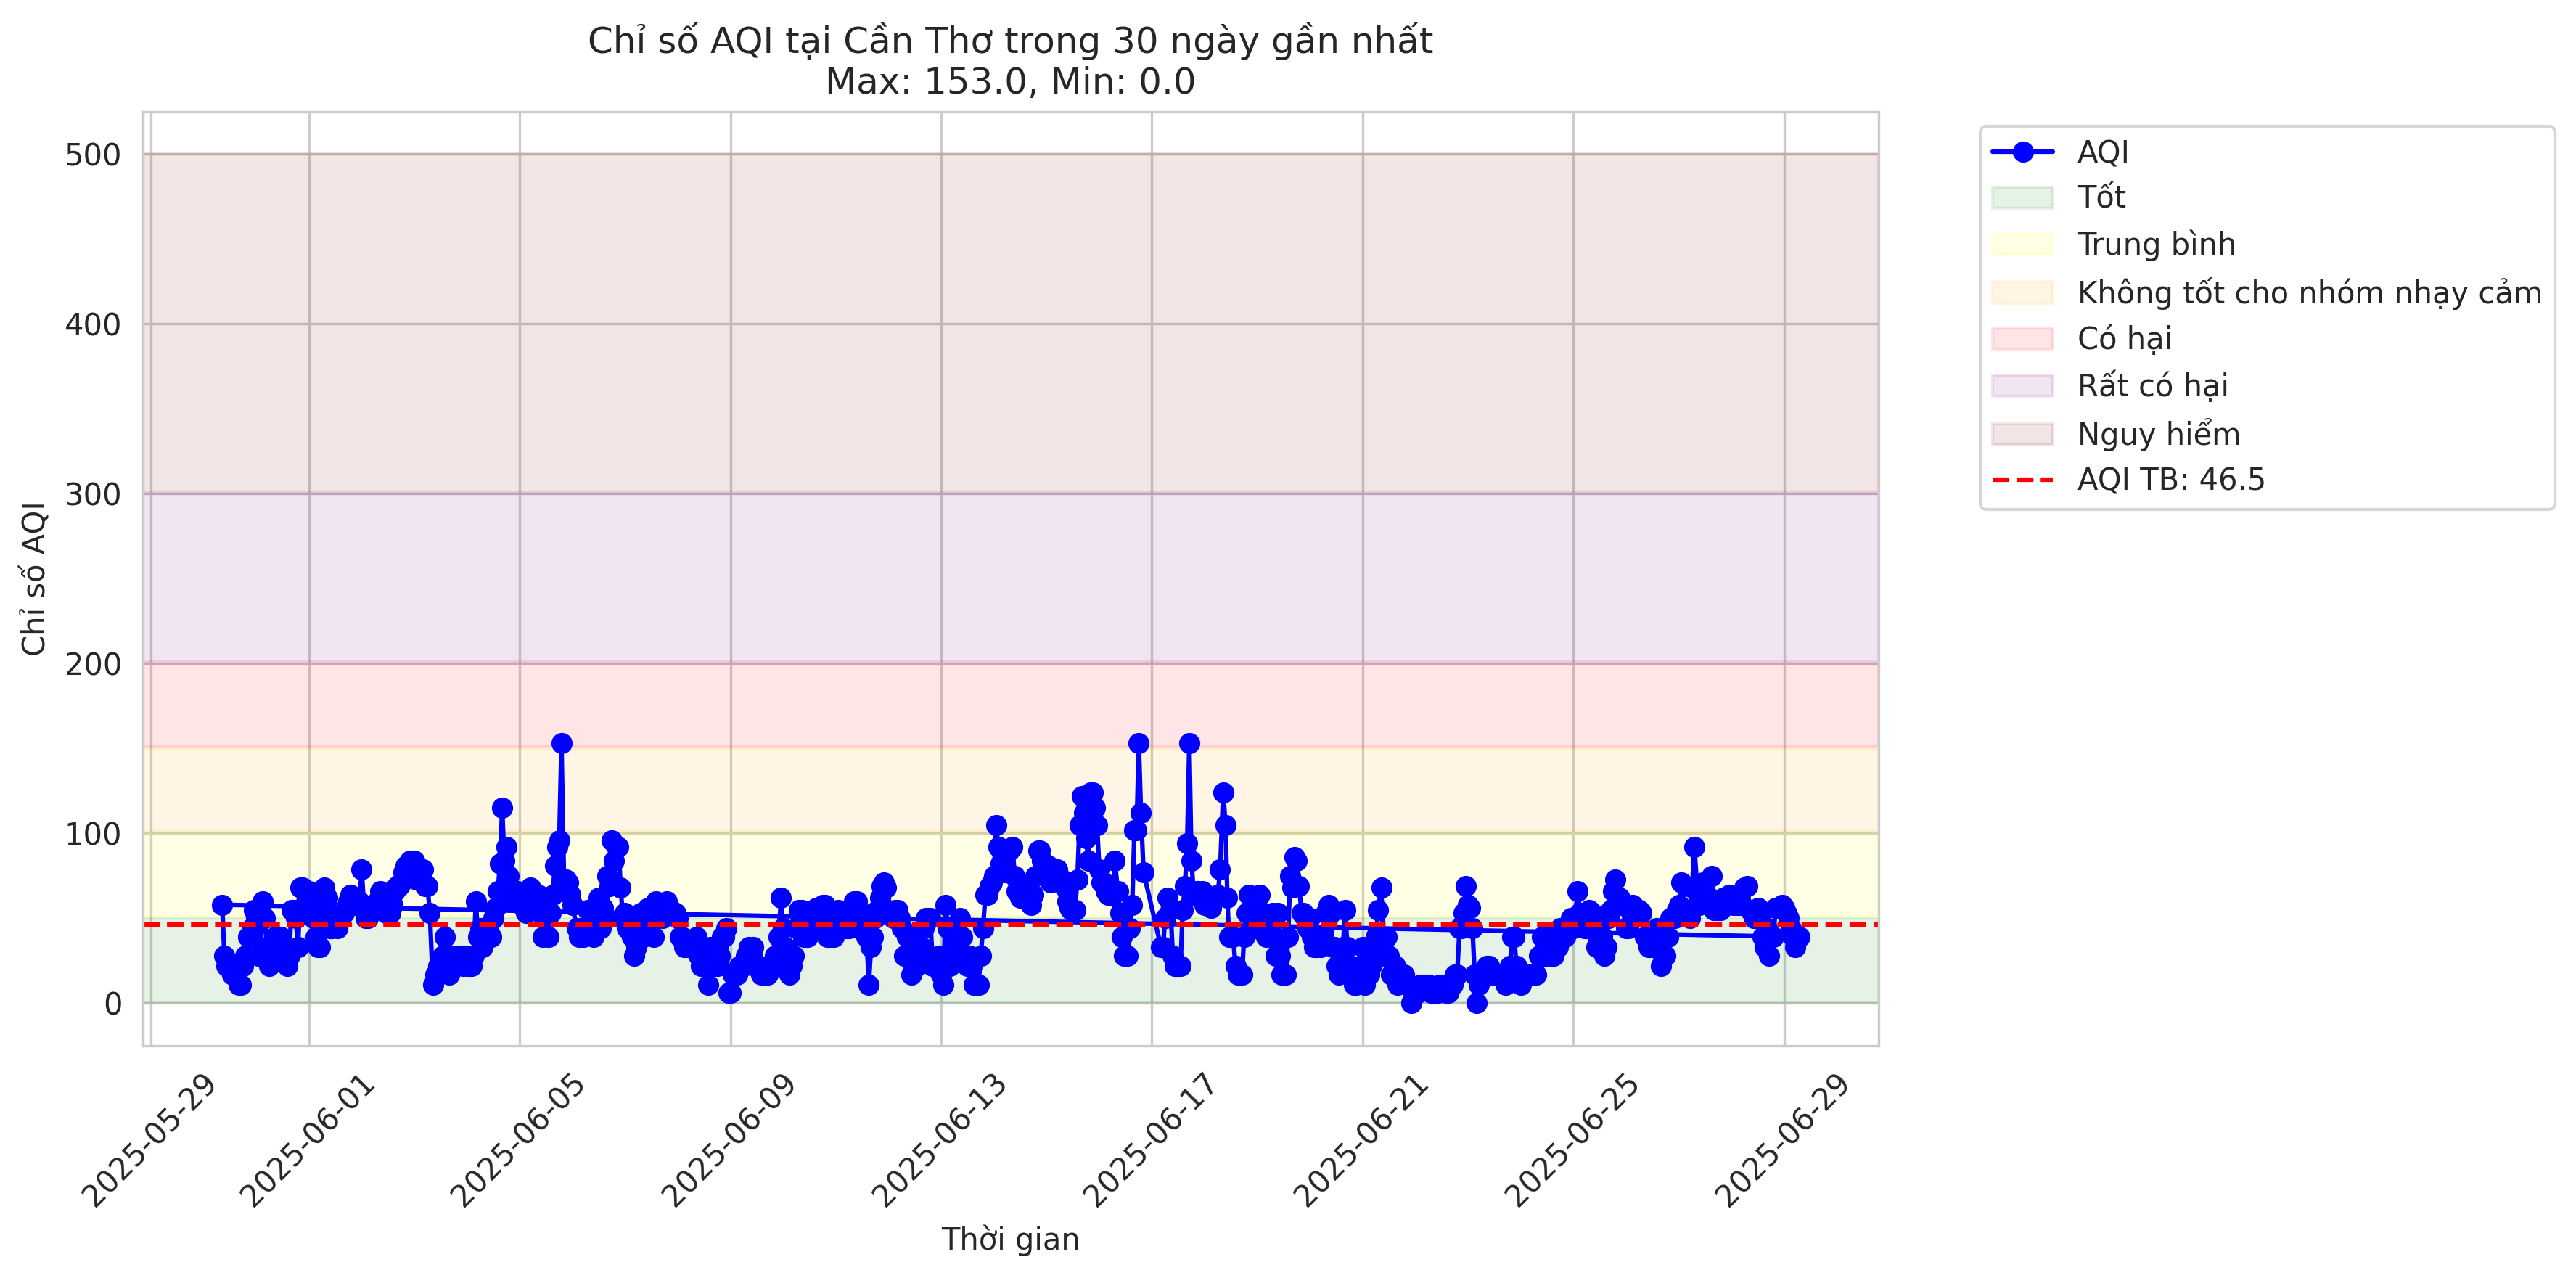 Chỉ số AQI tại Cần Thơ trong 30 ngày gần nhất
Max: 153.0, Min: 0.0
Chỉ số AQI
500
400
300
200
100
0
2025-05-29
2025-06-01
2025-06-05
2025-06-09
2025-06-13
2025-06-17
2025-06-21
2025-06-25
2025-06-29
Thời gian
AQI
Tốt
Trung bình
Không tốt cho nhóm nhạy cảm
Có hại
Rất có hại
Nguy hiểm
AQI TB: 46.5